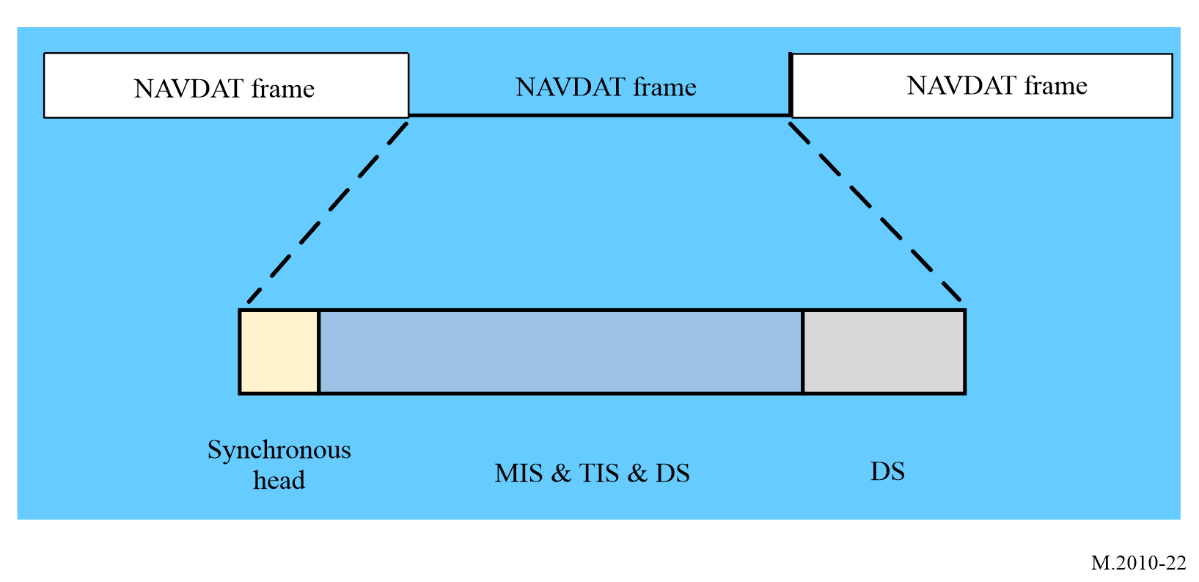 NAVDAT frame
NAVDAT frame
NAVDAT frame
Synchronous
head
MIS & TIS & DS
DS
M.2010-22